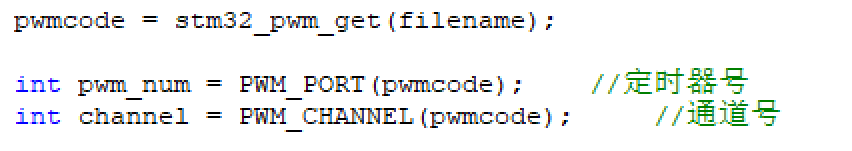 pwmcode = stm32_pwm_get(filename);
int pwm_num = PWM_PORT(pwmcode); //定时器号
int channel = PWM_CHANNEL(pwmcode); //通道号